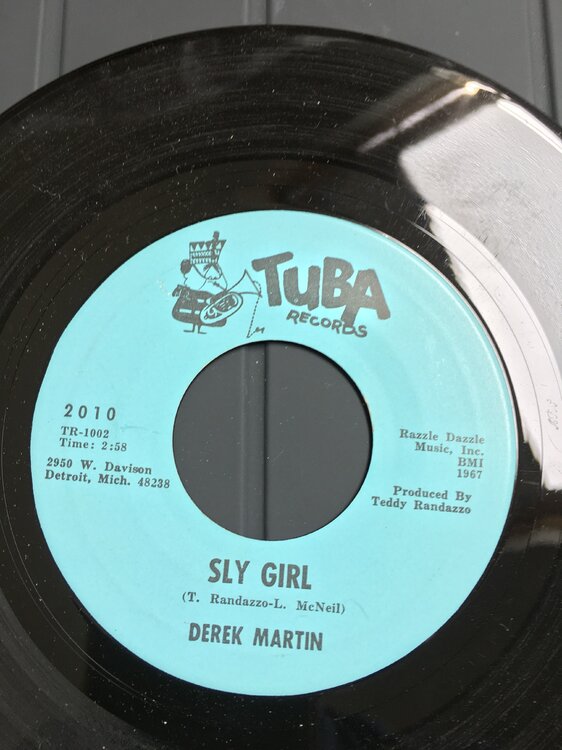 TUBA
RECORDS
2010
TR-1002
Time: 2:58
2950 W. Davison
Detroit, Mich. 48238
Razzle Dazzle
Music, Inc.
BMI
1967
Produced By
Teddy Randazzo
SLY GIRL
(T. Randazzo-L. McNeil)
DEREK MARTIN